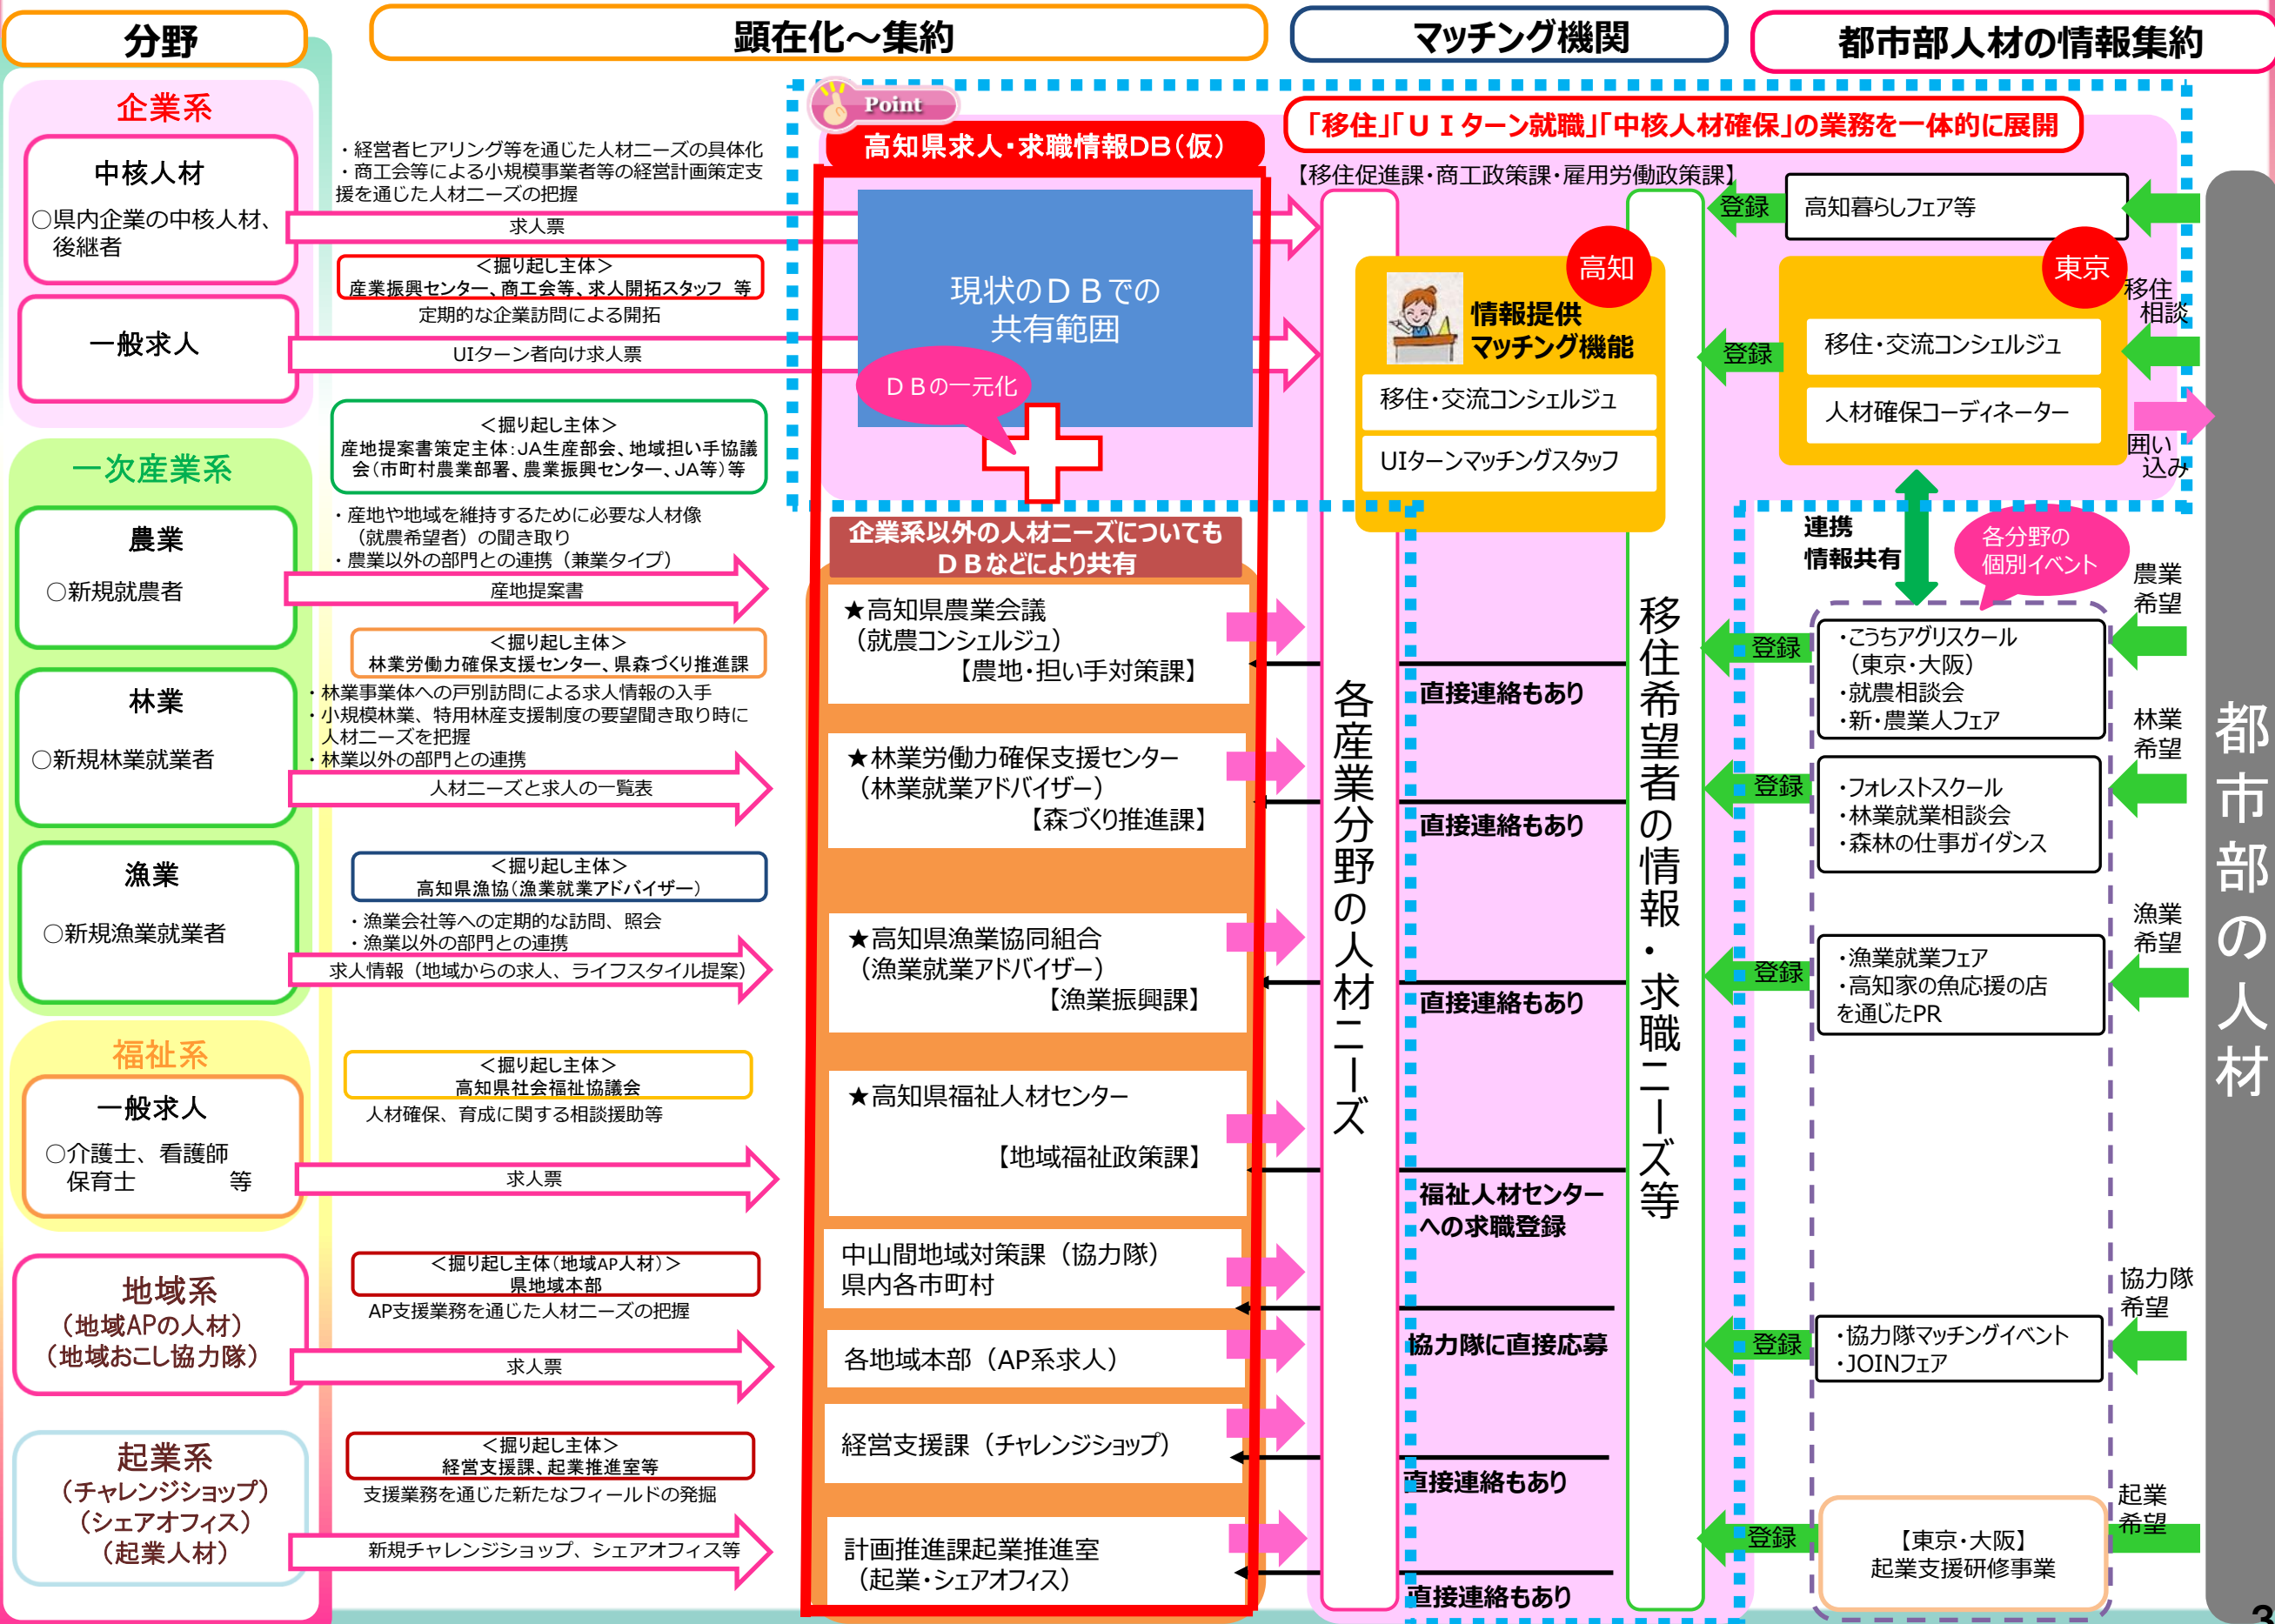 分野
顕在化～集約
マッチング機関
都市部人材の情報集約
企業系
中核人材
○県内企業の中核人材、
後継者
一般求人
・経営者ヒアリング等を通じた人材ニーズの具体化
・商工会等による小規模事業者等の経営計画策定支
援を通じた人材ニーズの把握
求人票
＜掘り起し主体＞
産業振興センター、商工会等、求人開拓スタッフ 等
定期的な企業訪問による開拓
UIターン者向け求人票
Point
高知県求人・求職情報DB（仮）
現状のＤＢでの
共有範囲
ＤＢの一元化
「移住」「ＵＩターン就職」「中核人材確保」の業務を一体的に展開
【移住促進課・商工政策課・雇用労働政策課】
高知
情報提供
マッチング機能
移住・交流コンシェルジュ
UIターンマッチングスタッフ
登録
高知暮らしフェア等
東京
登録
移住・交流コンシェルジュ
人材確保コーディネーター
移住
相談
囲い
込み
連携
情報共有
各分野の
個別イベント
一次産業系
農業
○新規就農者
＜掘り起し主体＞
産地提案書策定主体：JA生産部会、地域担い手協議
会（市町村農業部署、農業振興センター、JA等）等
・産地や地域を維持するために必要な人材像
（就農希望者）の聞き取り
・農業以外の部門との連携（兼業タイプ）
産地提案書
企業系以外の人材ニーズについても
ＤＢなどにより共有
★高知県農業会議
（就農コンシェルジュ）
【農地・担い手対策課】
直接連絡もあり
登録
・こうちアグリスクール
（東京・大阪）
・就農相談会
・新・農業人フェア
農業
希望
林業
○新規林業就業者
＜掘り起し主体＞
林業労働力確保支援センター、県森づくり推進課
・林業事業体への戸別訪問による求人情報の入手
・小規模林業、特用林産支援制度の要望聞き取り時に
人材ニーズを把握
・林業以外の部門との連携
人材ニーズと求人の一覧表
★林業労働力確保支援センター
（林業就業アドバイザー）
【森づくり推進課】
直接連絡もあり
登録
・フォレストスクール
・林業就業相談会
・森林の仕事ガイダンス
林業
希望
漁業
○新規漁業就業者
＜掘り起し主体＞
高知県漁協（漁業就業アドバイザー）
・漁業会社等への定期的な訪問、照会
・漁業以外の部門との連携
求人情報（地域からの求人、ライフスタイル提案）
★高知県漁業協同組合
（漁業就業アドバイザー）
【漁業振興課】
直接連絡もあり
登録
・漁業就業フェア
・高知家の魚応援の店
を通じたPR
漁業
希望
各産業分野の人材ニーズ
移住希望者の情報・求職ニーズ等
都市部の人材
福祉系
一般求人
○介護士、看護師
保育士 等
＜掘り起し主体＞
高知県社会福祉協議会
人材確保、育成に関する相談援助等
求人票
★高知県福祉人材センター
【地域福祉政策課】
福祉人材センター
への求職登録
地域系
（地域APの人材）
（地域おこし協力隊）
＜掘り起し主体（地域AP人材）＞
県地域本部
AP支援業務を通じた人材ニーズの把握
求人票
中山間地域対策課（協力隊）
県内各市町村
各地域本部（AP系求人）
協力隊に直接応募
登録
・協力隊マッチングイベント
・JOINフェア
協力隊
希望
起業系
（チャレンジショップ）
（シェアオフィス）
（起業人材）
＜掘り起し主体＞
経営支援課、起業推進室等
支援業務を通じた新たなフィールドの発掘
新規チャレンジショップ、シェアオフィス等
経営支援課（チャレンジショップ）
直接連絡もあり
計画推進課起業推進室
（起業・シェアオフィス）
直接連絡もあり
登録
【東京・大阪】
起業支援研修事業
起業
希望
3